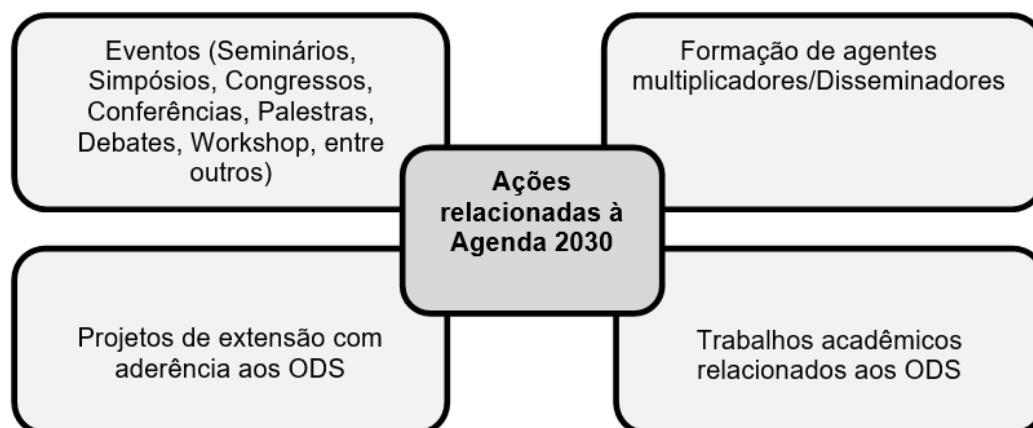 Eventos (Seminários,
Simpósios, Congressos,
Conferências, Palestras,
Debates, Workshop, entre
outros)
Formação de agentes
multiplicadores/Disseminadores
Ações
relacionadas à
Agenda 2030
Projetos de extensão com
aderência aos ODS
Trabalhos acadêmicos
relacionados aos ODS